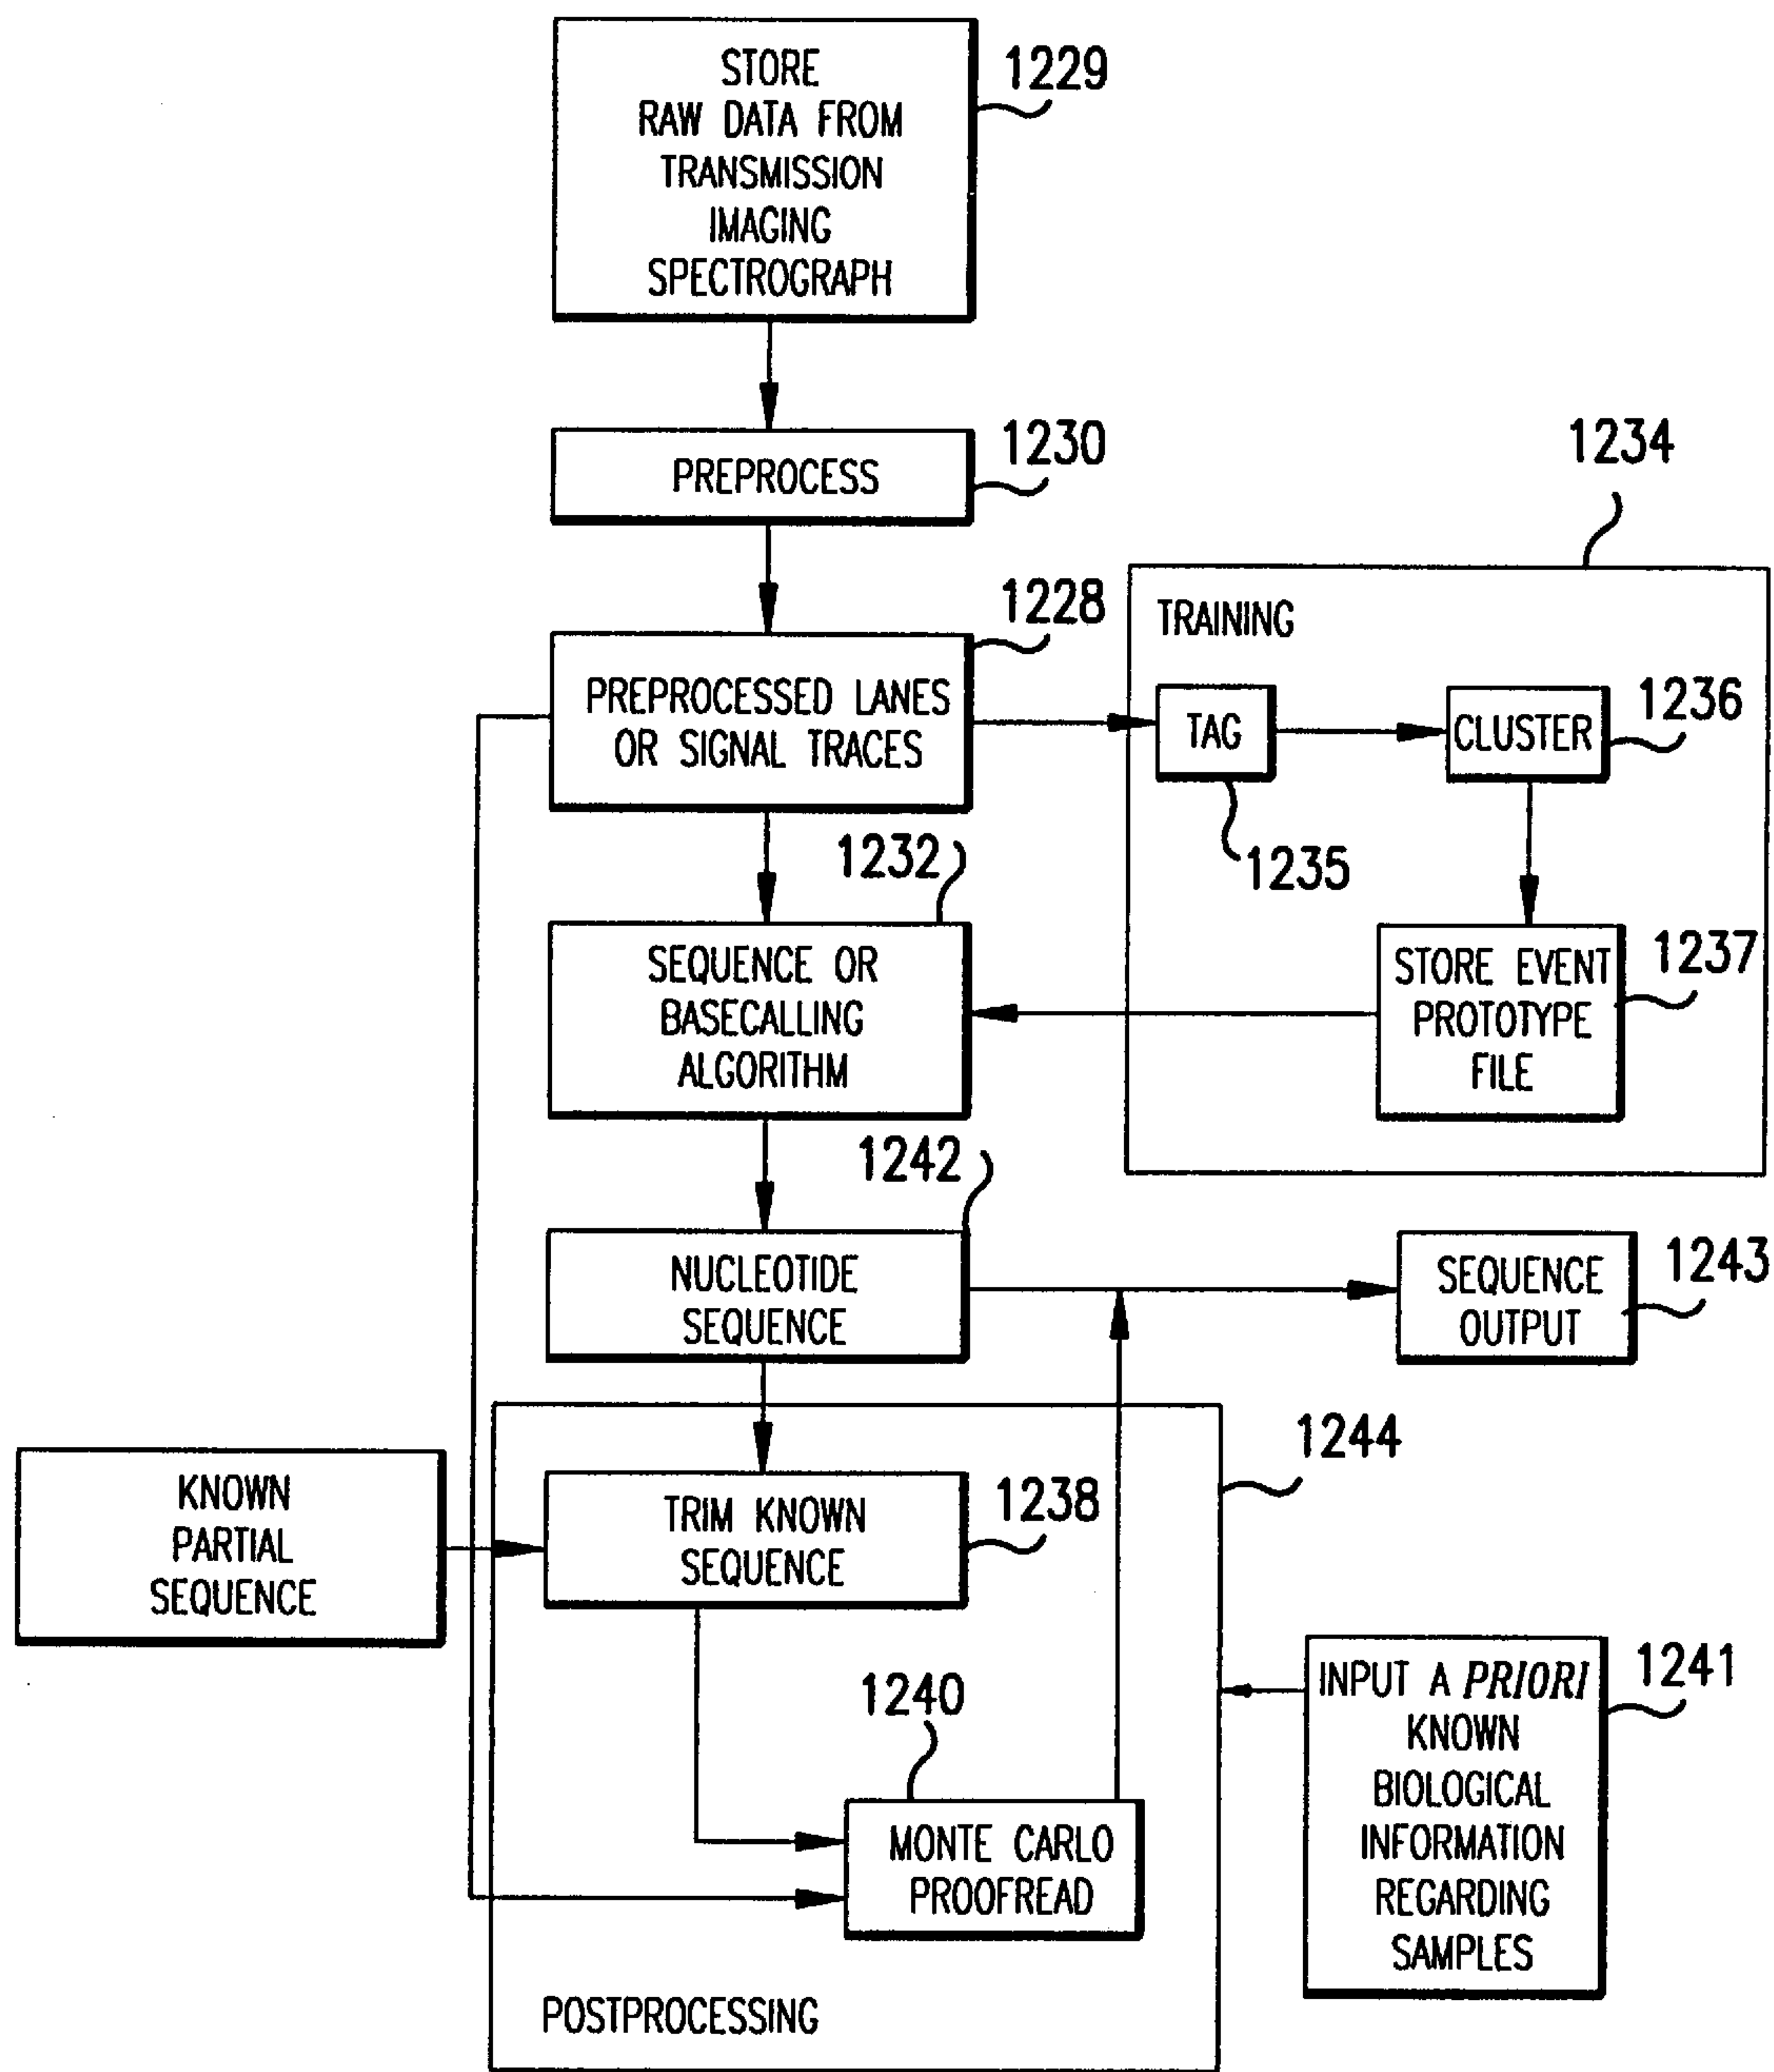 STORE
RAW DATA FROM
TRANSMISSION
IMAGING
SPECTROGRAPH
1229
PREPROCESS
1230
1234
1228
PREPROCESSED LANES
OR SIGNAL TRACES
TRAINING
TAG
1235
CLUSTER
1236
1232
SEQUENCE OR
BASECALLING
ALGORITHM
STORE EVENT
PROTOTYPE
FILE
1237
1242
NUCLEOTIDE
SEQUENCE
SEQUENCE
OUTPUT
1243
KNOWN
PARTIAL
SEQUENCE
TRIM KNOWN
SEQUENCE
1238
1244
1240
MONTE CARLO
PROOFREAD
INPUT A PRIORI
KNOWN
BIOLOGICAL
INFORMATION
REGARDING
SAMPLES
1241
POSTPROCESSING